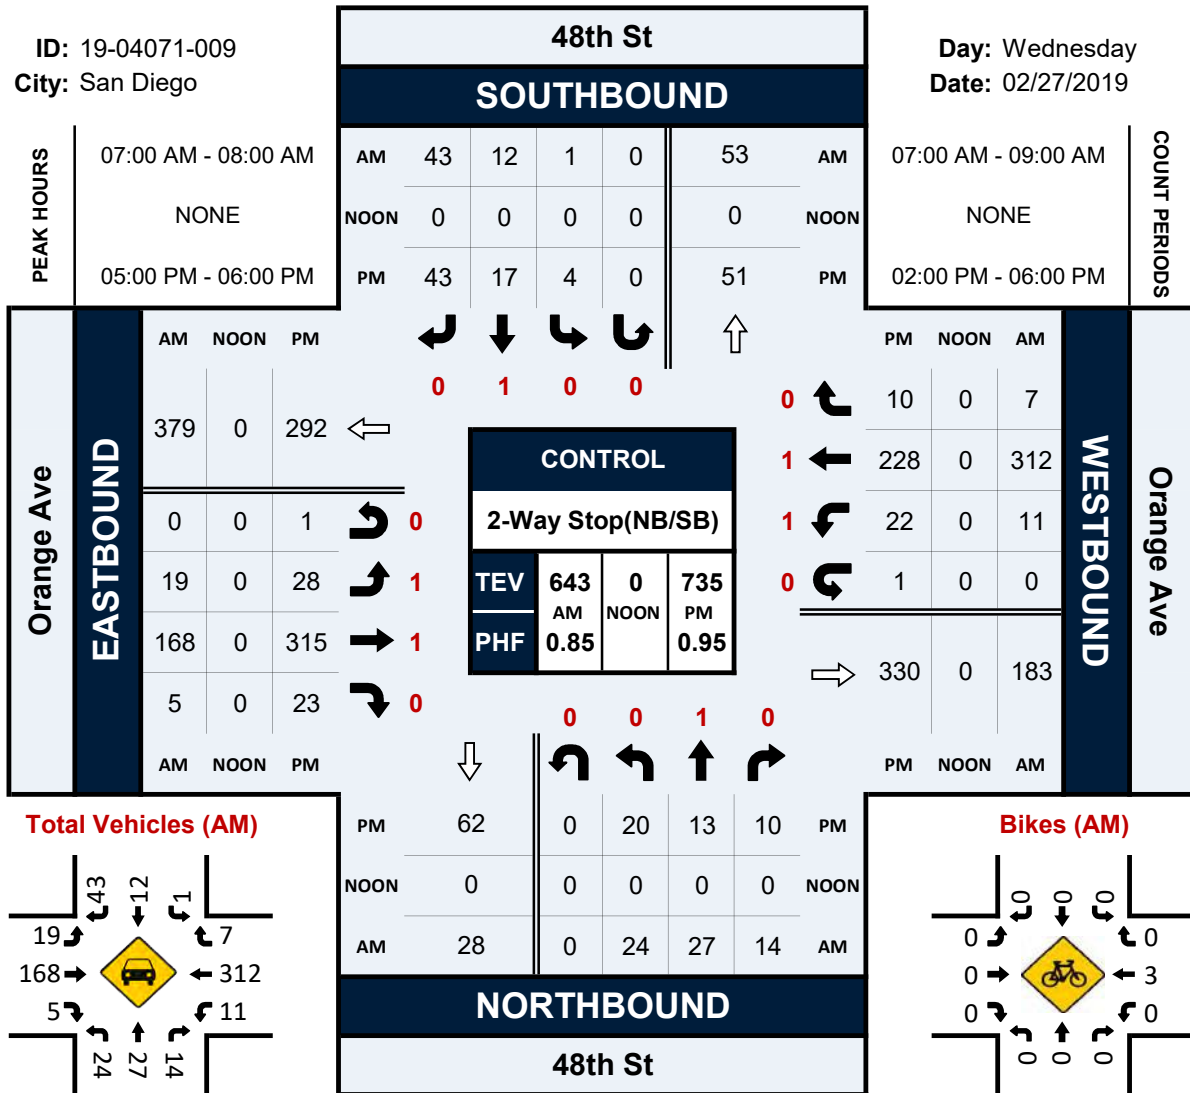 ID: 19-04071-009
City: San Diego
48th St
SOUTHBOUND
Day: Wednesday
Date: 02/27/2019
PEAK HOURS
07:00 AM - 08:00 AM
NONE
05:00 PM - 06:00 PM
AM 43 12 1 0 53 AM
NOON 0 0 0 0 0 NOON
PM 43 17 4 0 51 PM
0 1 0 0
07:00 AM - 09:00 AM
NONE
02:00 PM - 06:00 PM
COUNT PERIODS
Orange Ave
EASTBOUND
AM NOON PM
379 0 292
0 0 1 0
19 0 28 1
168 0 315 1
5 0 23 0
AM NOON PM
CONTROL
2-Way Stop(NB/SB)
TEV 643 0 735
AM NOON PM
PHF 0.85 0.95
PM NOON AM
0 10 0 7
1 228 0 312
1 22 0 11
0 1 0 0
330 0 183
PM NOON AM
WESTBOUND
Orange Ave
0 0 1 0
PM 62 0 20 13 10 PM
NOON 0 0 0 0 0 NOON
AM 28 0 24 27 14 AM
NORTHBOUND
48th St
Total Vehicles (AM)
43 12 1
19 7
168 312
5 11
24 27 14
Bikes (AM)
0 0 0
0 0
0 3
0 0
0 0 0